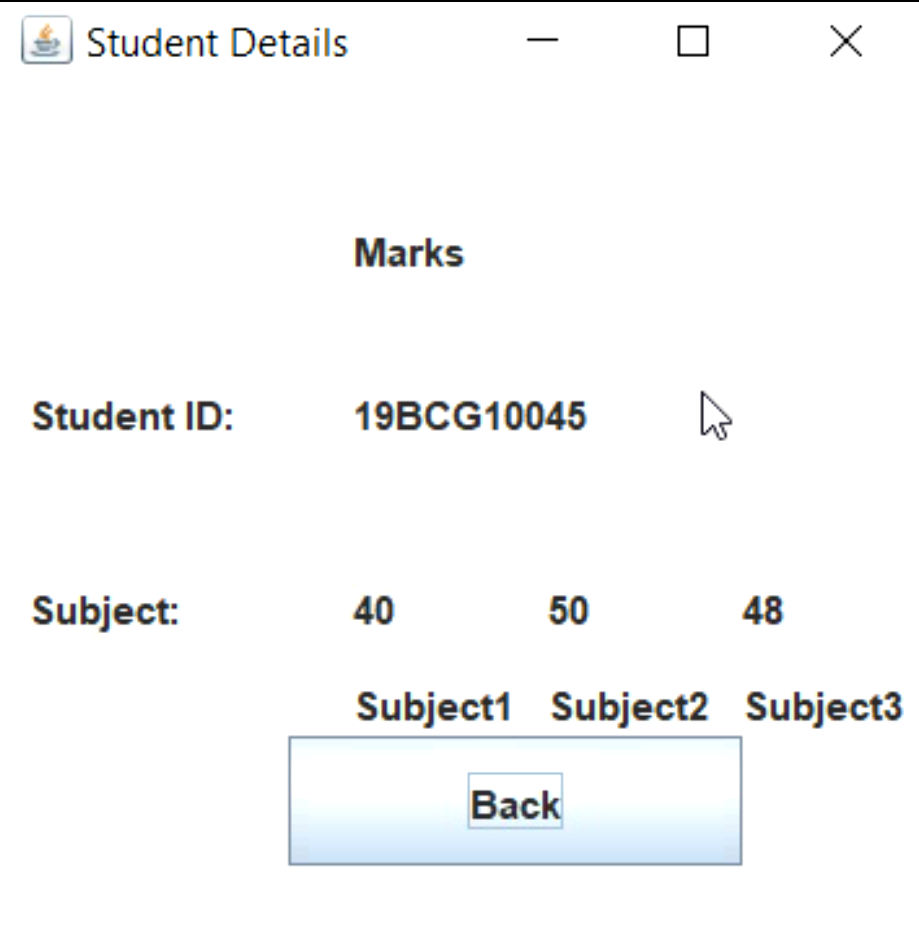 Student Details
Marks
Student ID: 19BCG10045
Subject: 40 50 48
Subject1 Subject2 Subject3
Back